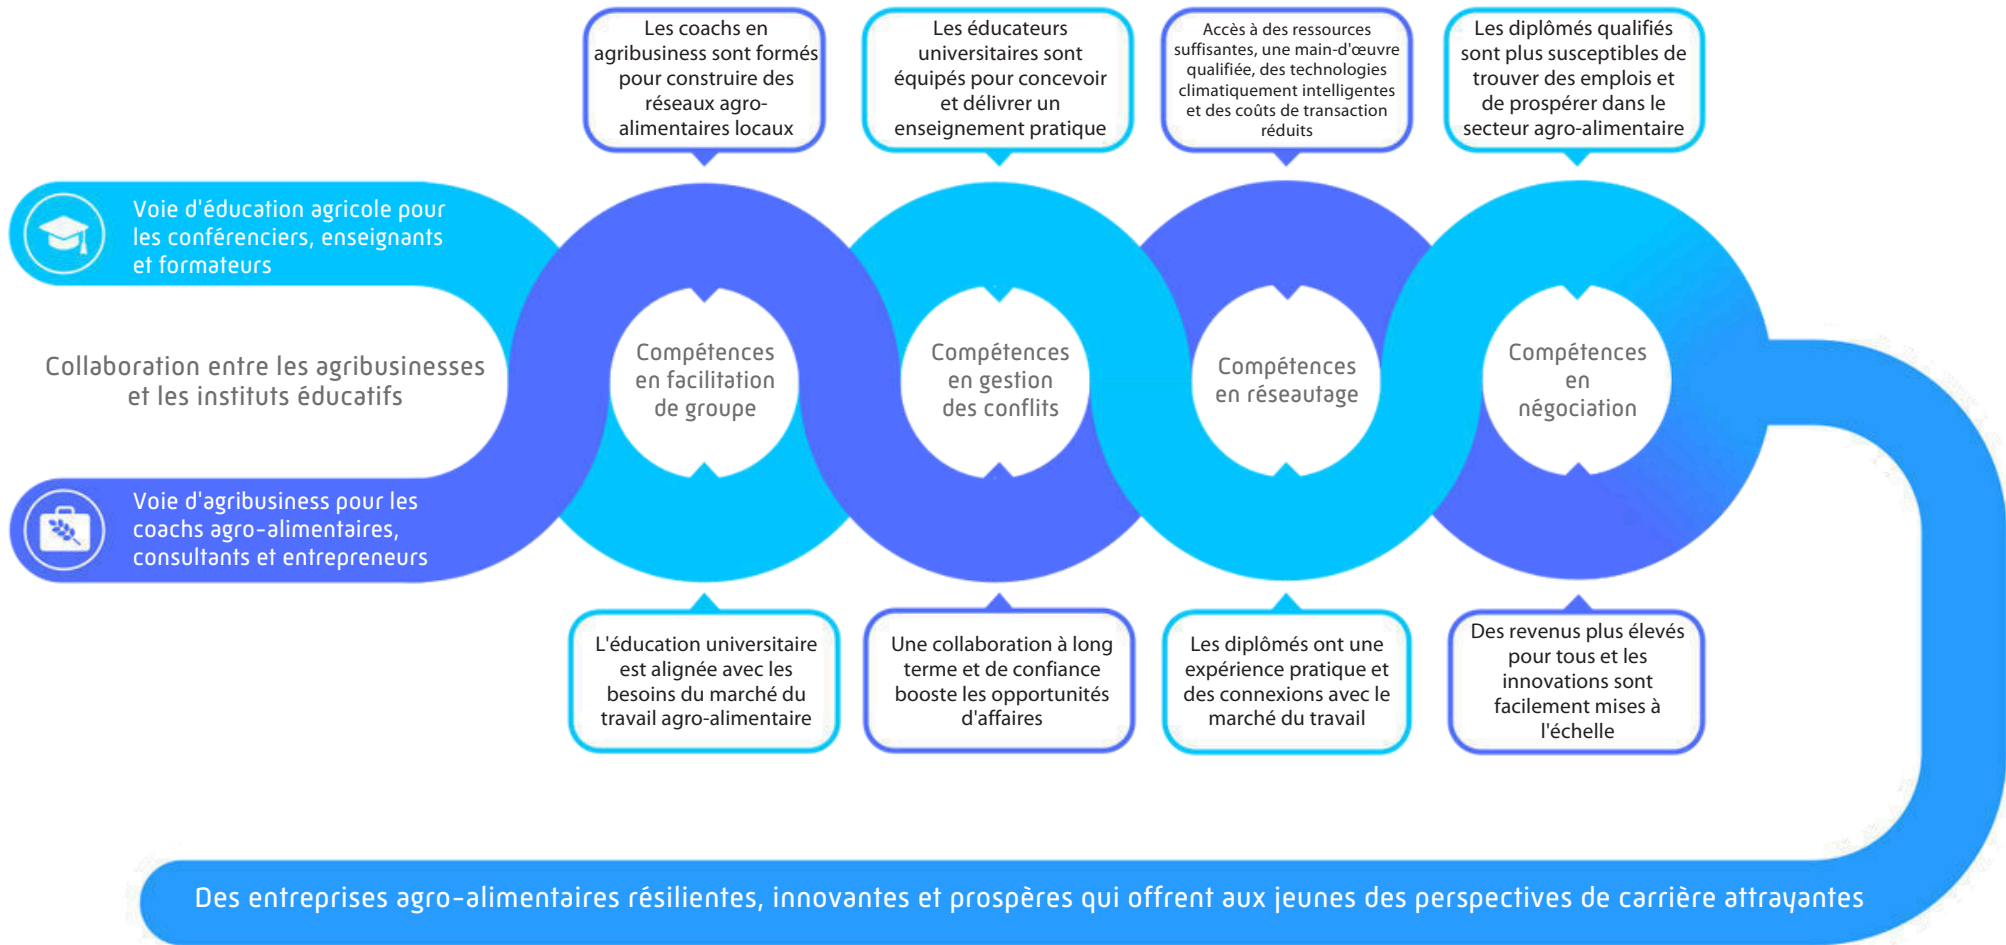 Les coachs en
agribusiness sont formés
pour construire des
réseaux agro-
alimentaires locaux
Les éducateurs
universitaires sont
équipés pour concevoir
et délivrer un
enseignement pratique
Accès à des ressources
suffisantes, une main-d'œuvre
qualifiée, des technologies
climatiquement intelligentes
et des coûts de transaction
réduits
Les diplômés qualifiés
sont plus susceptibles de
trouver des emplois et
de prospérer dans le
secteur agro-alimentaire
Voie d'éducation agricole pour
les conférenciers, enseignants
et formateurs
Collaboration entre les agribusinesses
et les instituts éducatifs
Voie d'agribusiness pour les
coachs agro-alimentaires,
consultants et entrepreneurs
Compétences
en facilitation
de groupe
Compétences
en gestion
des conflits
Compétences
en réseautage
Compétences
en
négociation
L'éducation universitaire
est alignée avec les
besoins du marché du
travail agro-alimentaire
Une collaboration à long
terme et de confiance
booste les opportunités
d'affaires
Les diplômés ont une
expérience pratique et
des connexions avec le
marché du travail
Des revenus plus élevés
pour tous et les
innovations sont
facilement mises à
l'échelle
Des entreprises agro-alimentaires résilientes, innovantes et prospères qui offrent aux jeunes des perspectives de carrière attrayantes